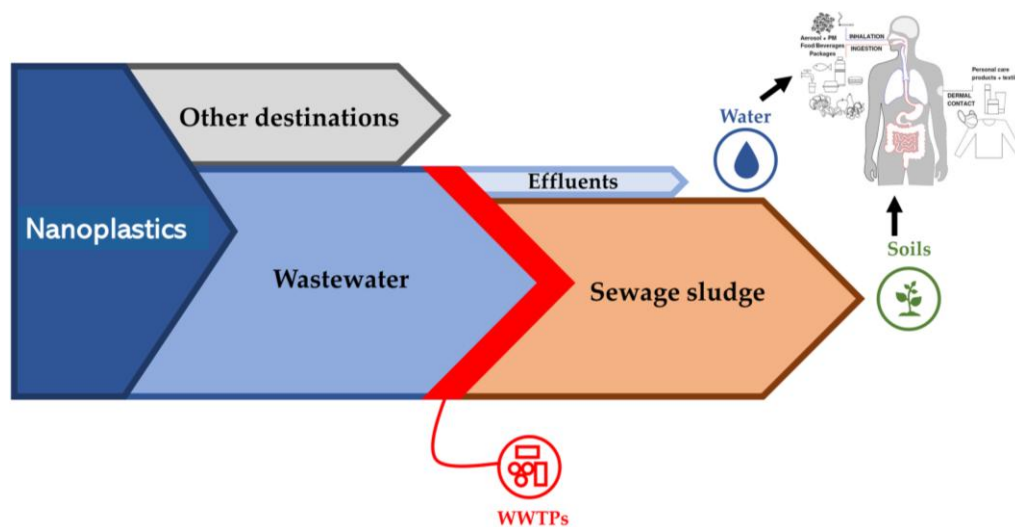 Nanoplastics
Other destinations
Wastewater
Effluents
Sewage sludge
WWTPs
Water
Soils
Aerosol + PM
Food/Beverages
Packages
INHALATION
INGESTION
DERMAL
CONTACT
Personal care
products + texti